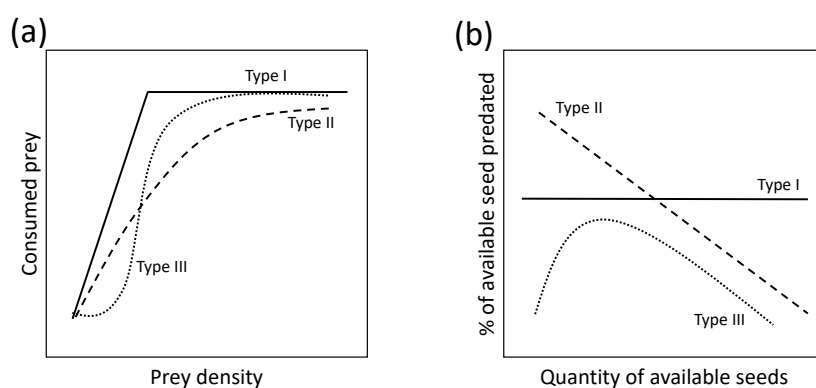 (a)
Type I
Type II
Type III
Consumed prey
Prey density
(b)
Type II
Type I
Type III
% of available seed predated
Quantity of available seeds